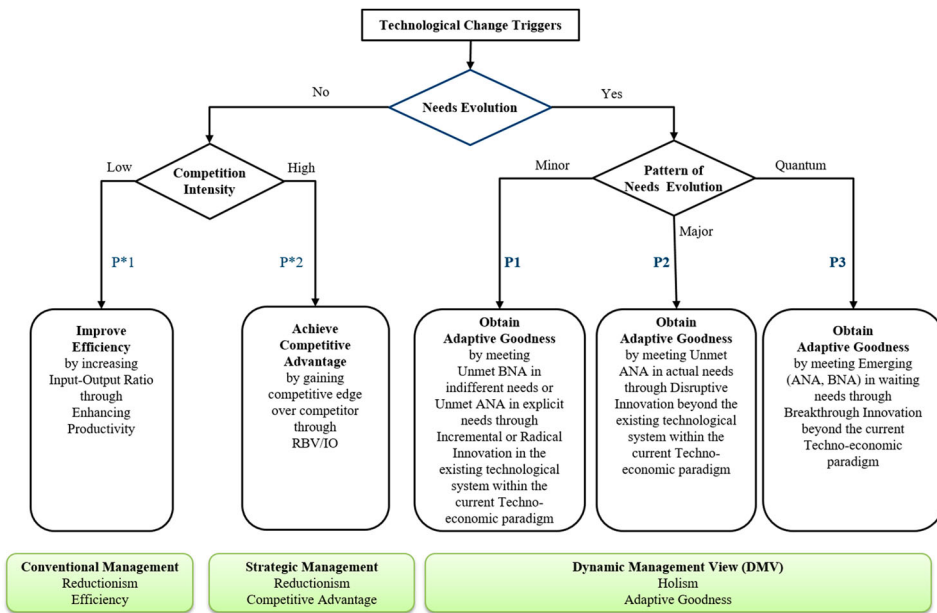 Technological Change Triggers
No
Needs Evolution
Yes
Low
Competition
Intensity
High
Minor
Pattern of
Needs Evolution
Quantum
Major
P*1
P*2
P1
P2
P3
Improve
Efficiency
by increasing
Input-Output Ratio
through
Enhancing
Productivity
Achieve
Competitive
Advantage
by gaining
competitive edge
over competitor
through
RBV/IO
Obtain
Adaptive Goodness
by meeting
Unmet BNA in
indifferent needs or
Unmet ANA in explicit
needs through
Incremental or Radical
Innovation in the
existing technological
system within the
current Techno-
economic paradigm
Obtain
Adaptive Goodness
by meeting Unmet
ANA in actual needs
through Disruptive
Innovation beyond the
existing technological
system within the
current Techno-
economic paradigm
Obtain
Adaptive Goodness
by meeting Emerging
(ANA, BNA) in waiting
needs through
Breakthrough Innovation
beyond the current
Techno-economic
paradigm
Conventional Management
Reductionism
Efficiency
Strategic Management
Reductionism
Competitive Advantage
Dynamic Management View (DMV)
Holism
Adaptive Goodness